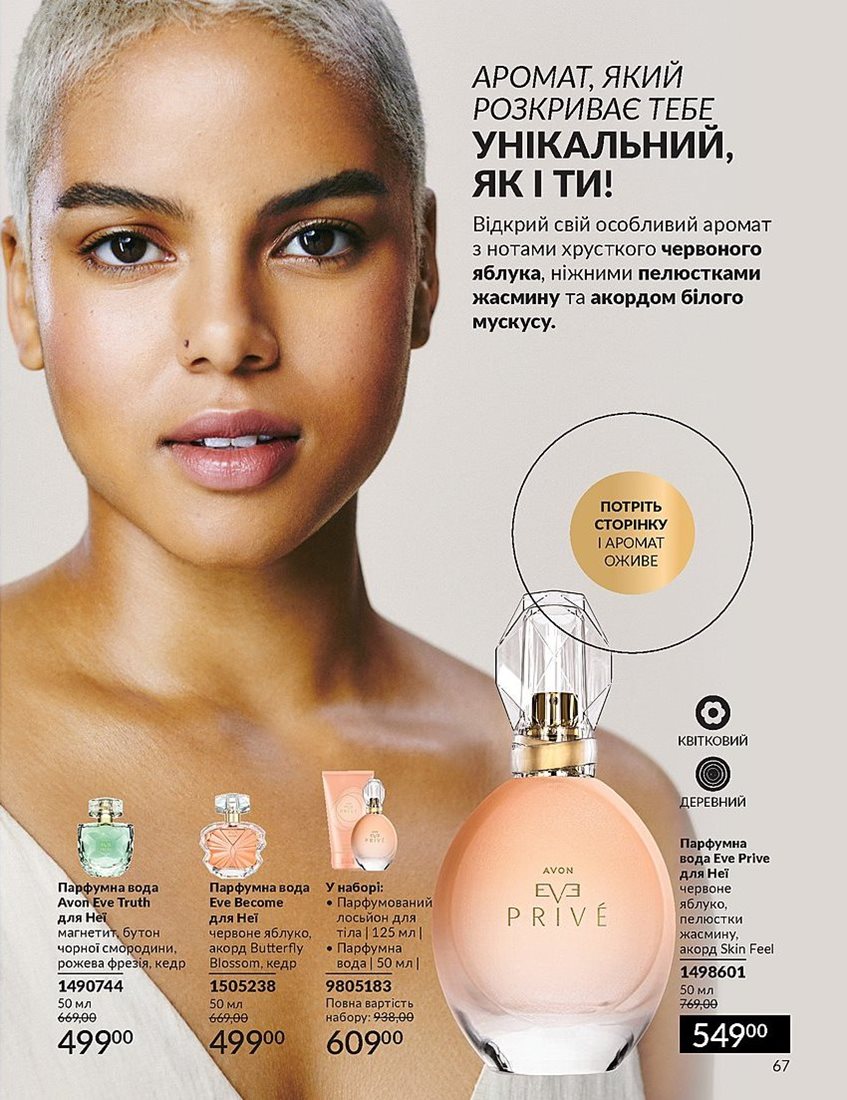 АРОМАТ, ЯКИЙ
РОЗКРИВАЄ ТЕБЕ
УНІКАЛЬНИЙ,
ЯК І ТИ!
Відкрий свій особливий аромат
з нотами хрусткого червоного
яблука, ніжними пелюстками
жасмину та акордом білого
мускусу.
ПОТРІТЬ
СТОРІНКУ
І АРОМАТ
ОЖИВЕ
КВІТКОВИЙ
ДЕРЕВНИЙ
AVON
EVE
PRIVÉ
Парфумна вода
Avon Eve Truth
для Неї
магнетит, бутон
чорної смородини,
рожева фрезія, кедр
1490744
50 мл
669,00
49900
Парфумна вода
Eve Become
для Неї
червоне яблуко,
акорд Butterfly
Blossom, кедр
1505238
50 мл
669,00
49900
EVE
PRIVÉ
EVE
PRIVÉ
У наборі:
• Парфумований
лосьйон для
тіла | 125 мл |
• Парфумна
вода | 50 мл |
9805183
Повна вартість
набору: 938,00
60900
Парфумна
вода Eve Prive
для Неї
червоне
яблуко,
пелюстки
жасмину,
акорд Skin Feel
1498601
50 мл
769,00
54900
67